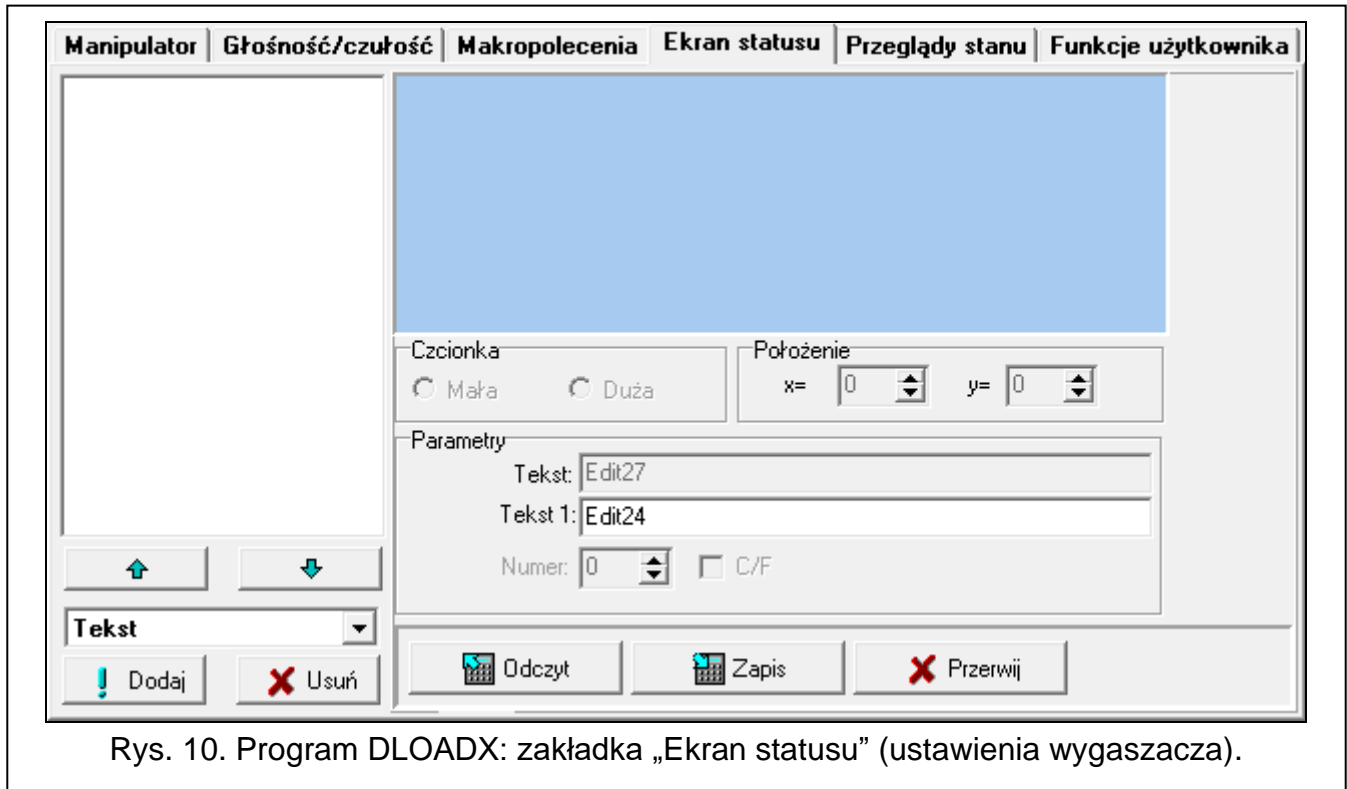 Manipulator Głośność/czułość Makropolecenia Ekran statusu Przeglądy stanu Funkcje użytkownika
Czcionka
Mała Duża
Położenie
x= 0 y= 0
Parametry
Tekst: Edit27
Tekst 1: Edit24
Numer: 0 C/F
Tekst
Dodaj Usuń
Odczyt Zapis Przerwij
Rys. 10. Program DLOADX: zakładka „Ekran statusu” (ustawienia wygaszacza).